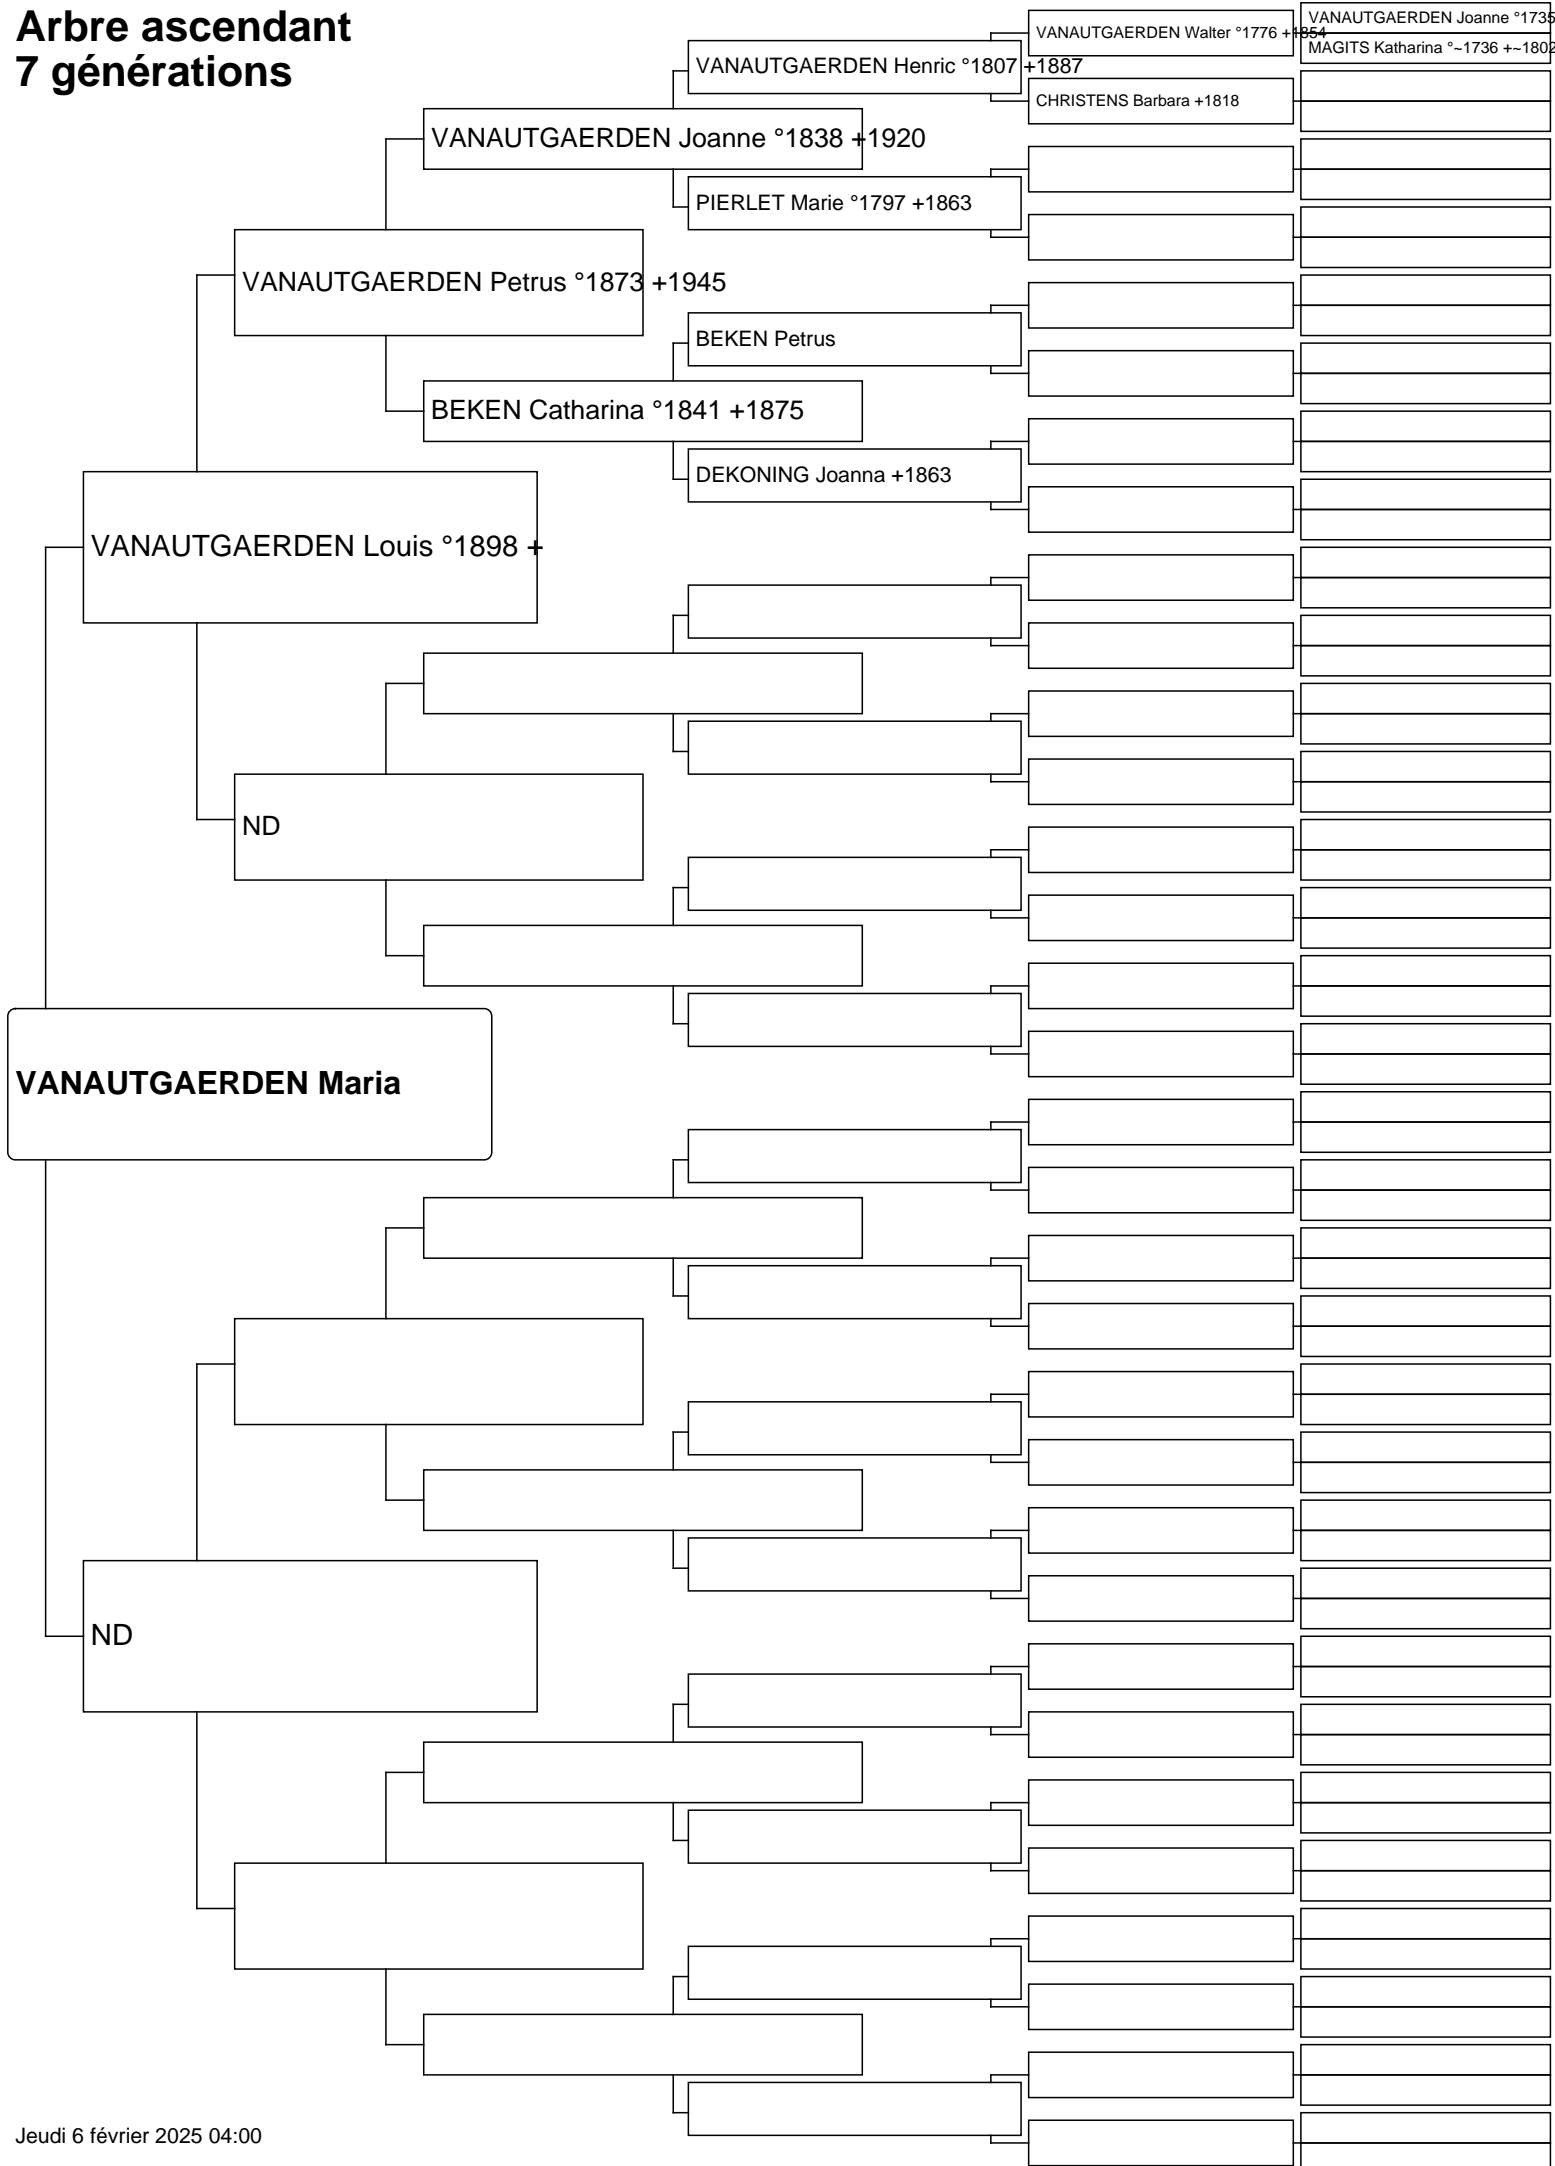 Arbre ascendant
7 générations
VANAUTGAERDEN Joanne °1735
VANAUTGAERDEN Walter °1776 +1854
MAGITS Katharina °~1736 +~1802
VANAUTGAERDEN Henric °1807 +1887
CHRISTENS Barbara +1818
VANAUTGAERDEN Joanne °1838 +1920
PIERLET Marie °1797 +1863
VANAUTGAERDEN Petrus °1873 +1945
BEKEN Petrus
BEKEN Catharina °1841 +1875
DEKONING Joanna +1863
VANAUTGAERDEN Louis °1898 +
ND
VANAUTGAERDEN Maria
ND
Jeudi 6 février 2025 04:00